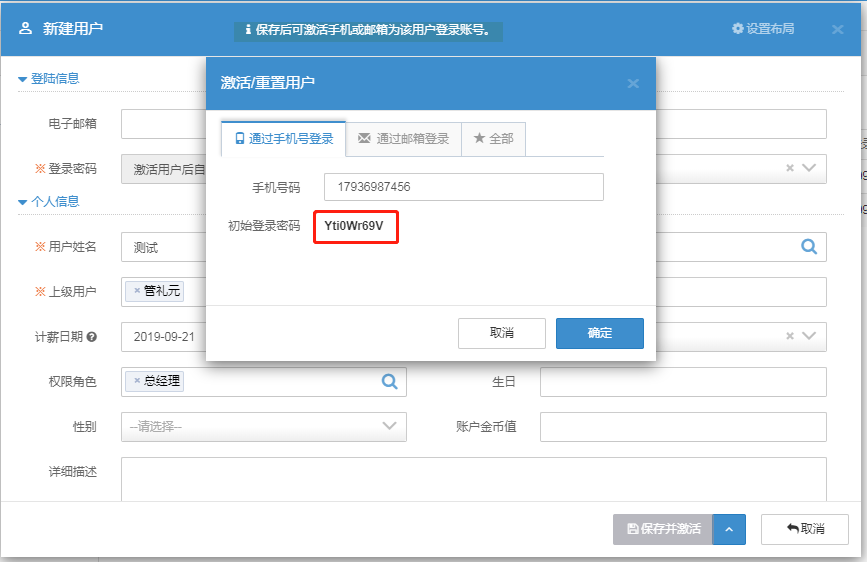 新建用户
保存后可激活手机或邮箱为该用户登录账号。
设置布局
登陆信息
电子邮箱
※登录密码
激活用户后自
个人信息
※用户姓名
测试
※上级用户
×管礼元
计薪日期
2019-09-21
权限角色
×总经理
生日
性别
--请选择--
账户金币值
详细描述
保存并激活
取消
激活/重置用户
通过手机号登录
通过邮箱登录
全部
手机号码
17936987456
初始登录密码
Yti0Wr69V
取消
确定